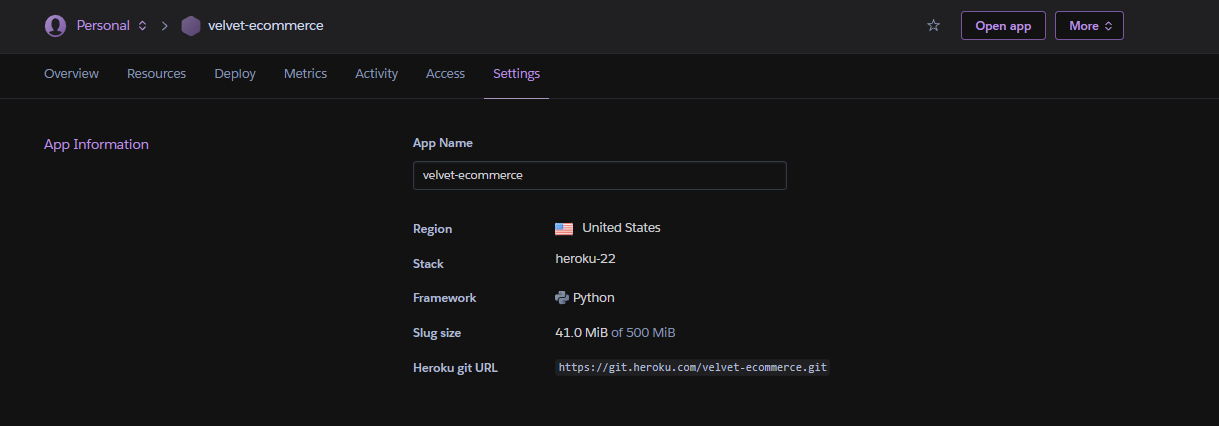 Personal velvet-ecommerce Open app More
Overview Resources Deploy Metrics Activity Access Settings
App Information
App Name
velvet-ecommerce
Region United States
Stack heroku-22
Framework Python
Slug size 41.0 MiB of 500 MiB
Heroku git URL https://git.heroku.com/velvet-ecommerce.git